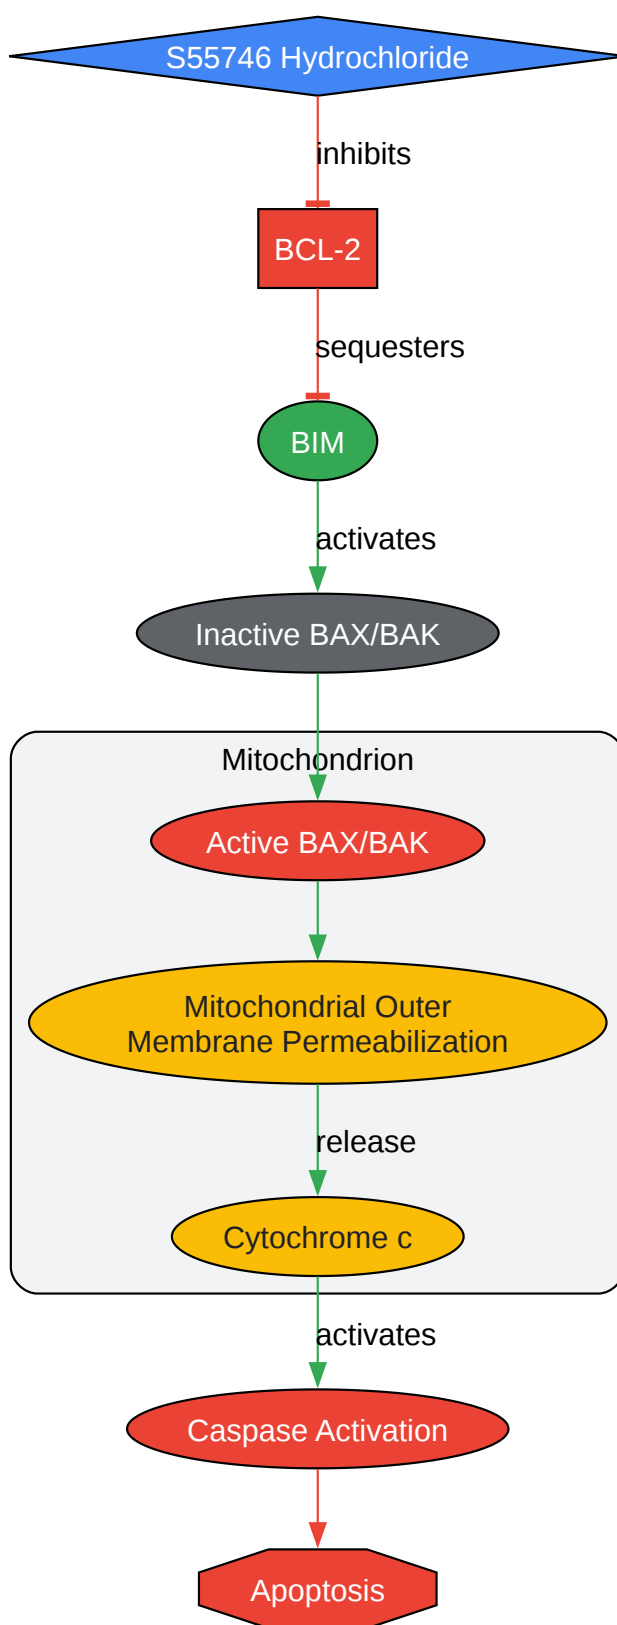 S55746 Hydrochloride
inhibits
BCL-2
sequesters
BIM
activates
Inactive BAX/BAK
Mitochondrion
Active BAX/BAK
Mitochondrial Outer
Membrane Permeabilization
release
Cytochrome c
activates
Caspase Activation
Apoptosis